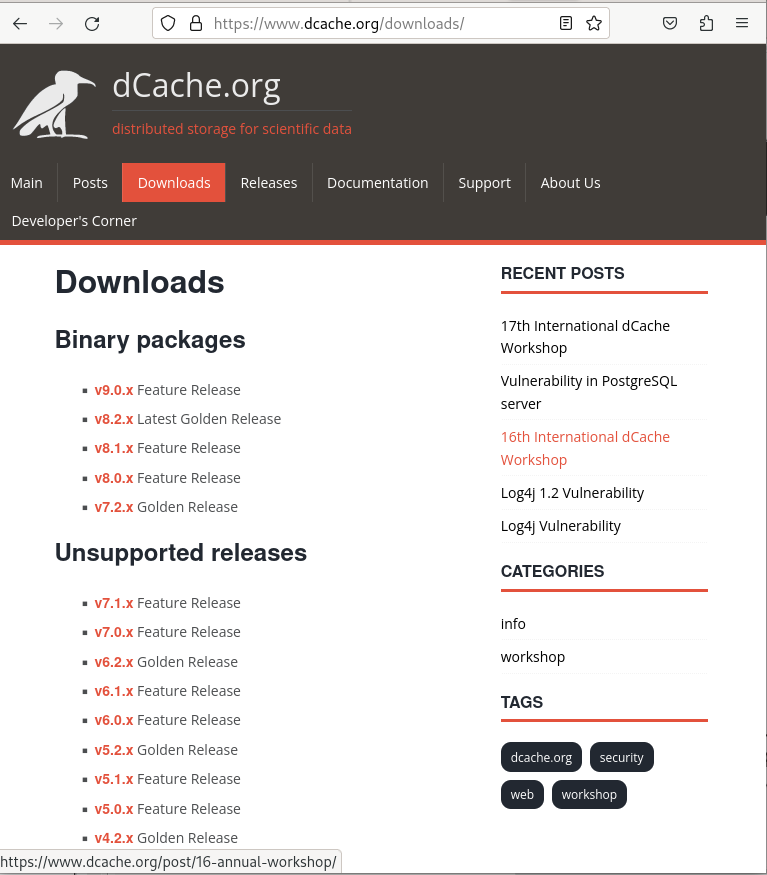 https://www.dcache.org/downloads/
dCache.org
distributed storage for scientific data
Main Posts Downloads Releases Documentation Support About Us
Developer's Corner
Downloads
Binary packages
v9.0.x Feature Release
v8.2.x Latest Golden Release
v8.1.x Feature Release
v8.0.x Feature Release
v7.2.x Golden Release
Unsupported releases
v7.1.x Feature Release
v7.0.x Feature Release
v6.2.x Golden Release
v6.1.x Feature Release
v6.0.x Feature Release
v5.2.x Golden Release
v5.1.x Feature Release
v5.0.x Feature Release
v4.2.x Golden Release
RECENT POSTS
17th International dCache
Workshop
Vulnerability in PostgreSQL
server
16th International dCache
Workshop
Log4j 1.2 Vulnerability
Log4j Vulnerability
CATEGORIES
info
workshop
TAGS
dcache.org security
web workshop
https://www.dcache.org/post/16-annual-workshop/